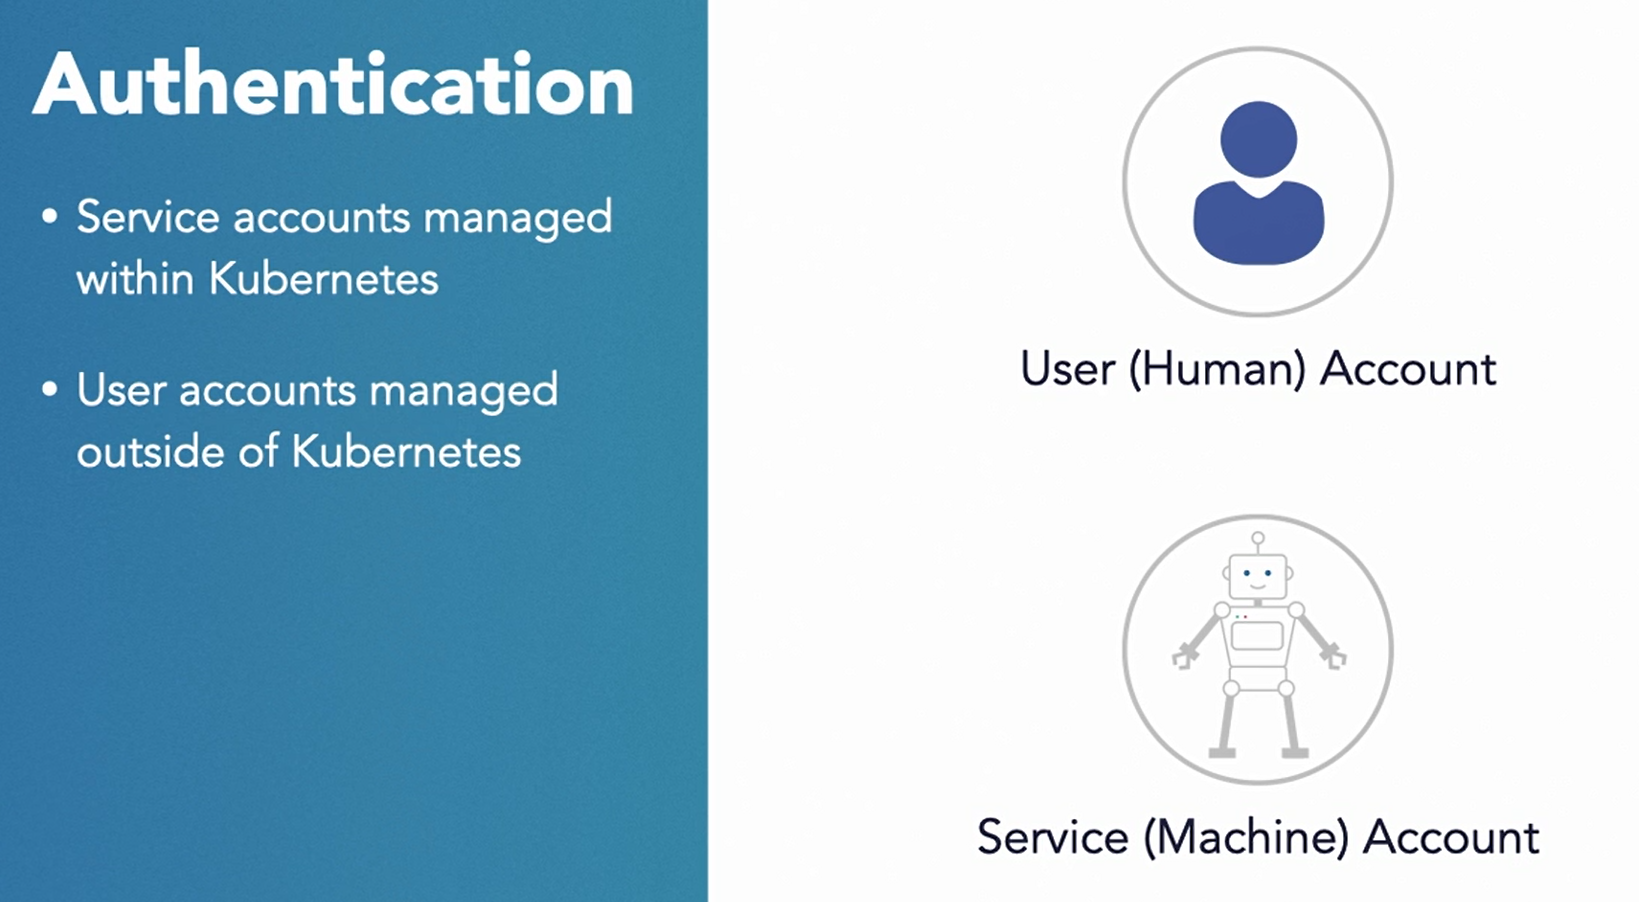 Authentication
• Service accounts managed
within Kubernetes
• User accounts managed
outside of Kubernetes
User (Human) Account
Service (Machine) Account